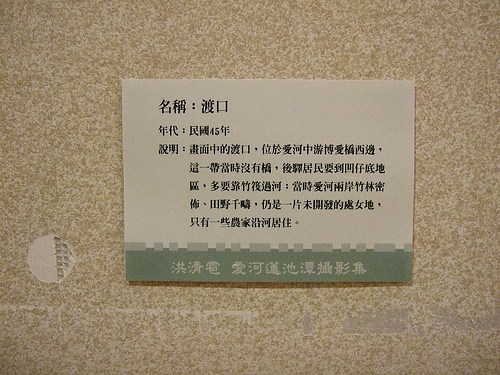 名稱：渡口
年代：民國45年
說明：畫面中的渡口，位於愛河中游博愛橋西邊，
這一帶當時沒有橋，後驛居民要到凹仔底地
區，多要靠竹筏過河；當時愛河兩岸竹林密
佈、田野千疇，仍是一片未開發的處女地，
只有一些農家沿河居住。
洪清雹 愛河蓮池潭攝影集